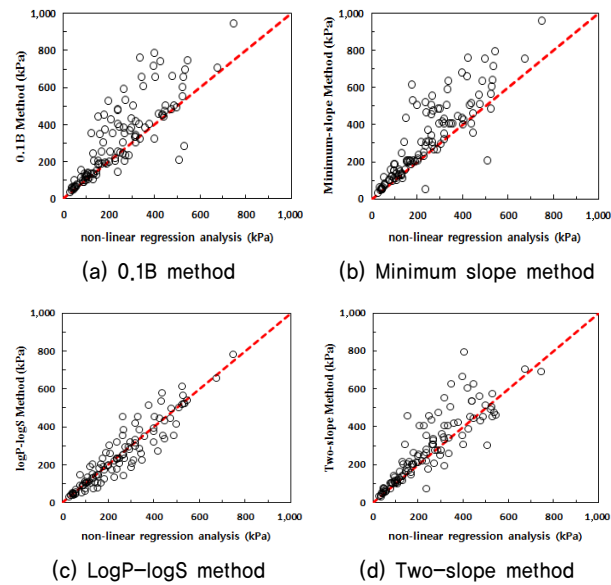 1,000
800
600
400
200
0
0.1B Method (kPa)
0 200 400 600 800 1,000
non-linear regression analysis (kPa)
(a) 0.1B method
1,000
800
600
400
200
0
Minimum-slope Method (kPa)
0 200 400 600 800 1,000
non-linear regression analysis (kPa)
(b) Minimum slope method
1,000
800
600
400
200
0
logP-logS Method (kPa)
0 200 400 600 800 1,000
non-linear regression analysis (kPa)
(c) LogP-logS method
1,000
800
600
400
200
0
Two-slope Method (kPa)
0 200 400 600 800 1,000
non-linear regression analysis (kPa)
(d) Two-slope method